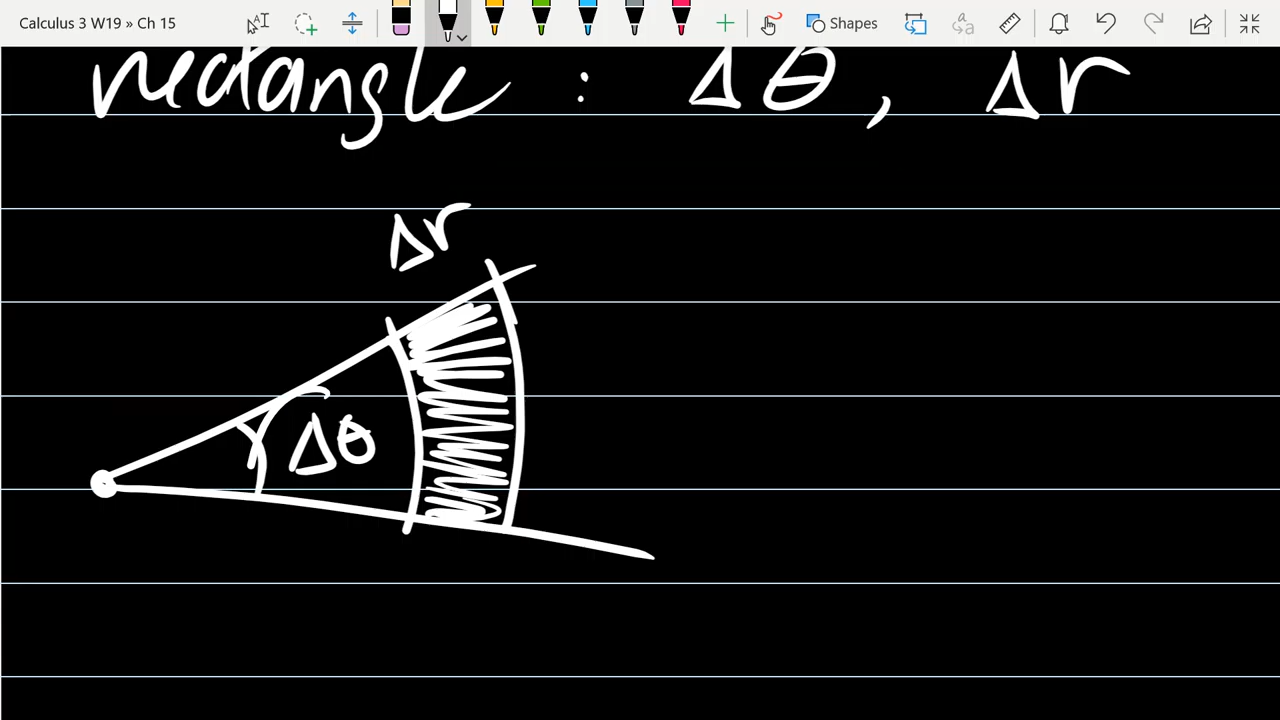 Calculus 3 W19 » Ch 15
Shapes
rectangle : Δθ, Δr
Δr
Δθ